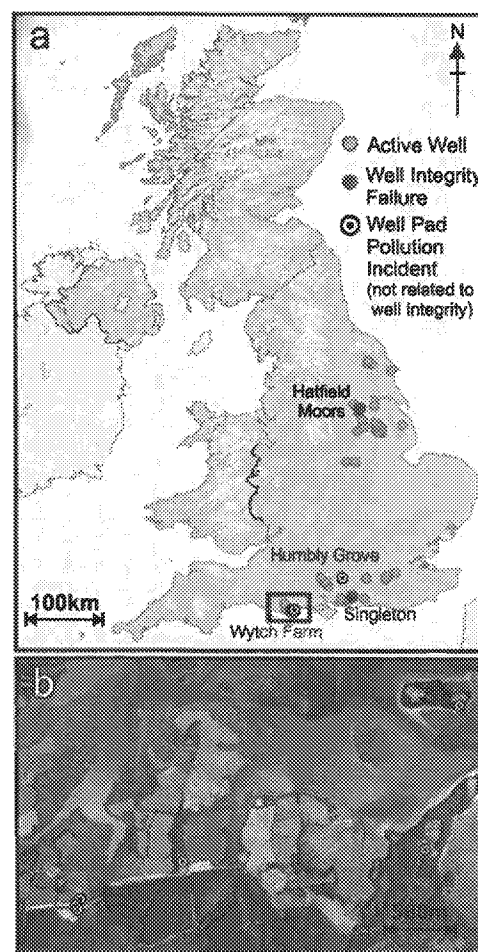 a
N
Active Well
Well Integrity
Failure
Well Pad
Pollution
Incident
(not related to
well integrity)
Hatfield
Moors
Humbly Grove
100km
Singleton
Wytch Farm
b
500m